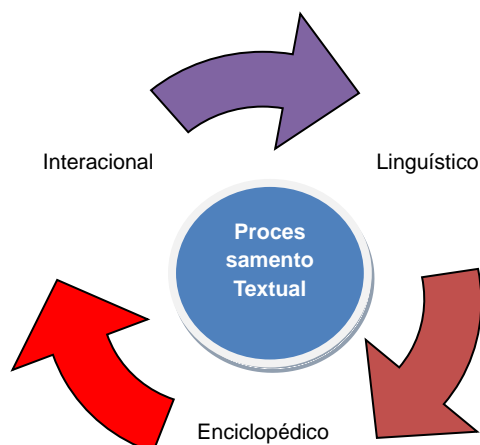 Interacional
Linguístico
Proces
samento
Textual
Enciclopédico